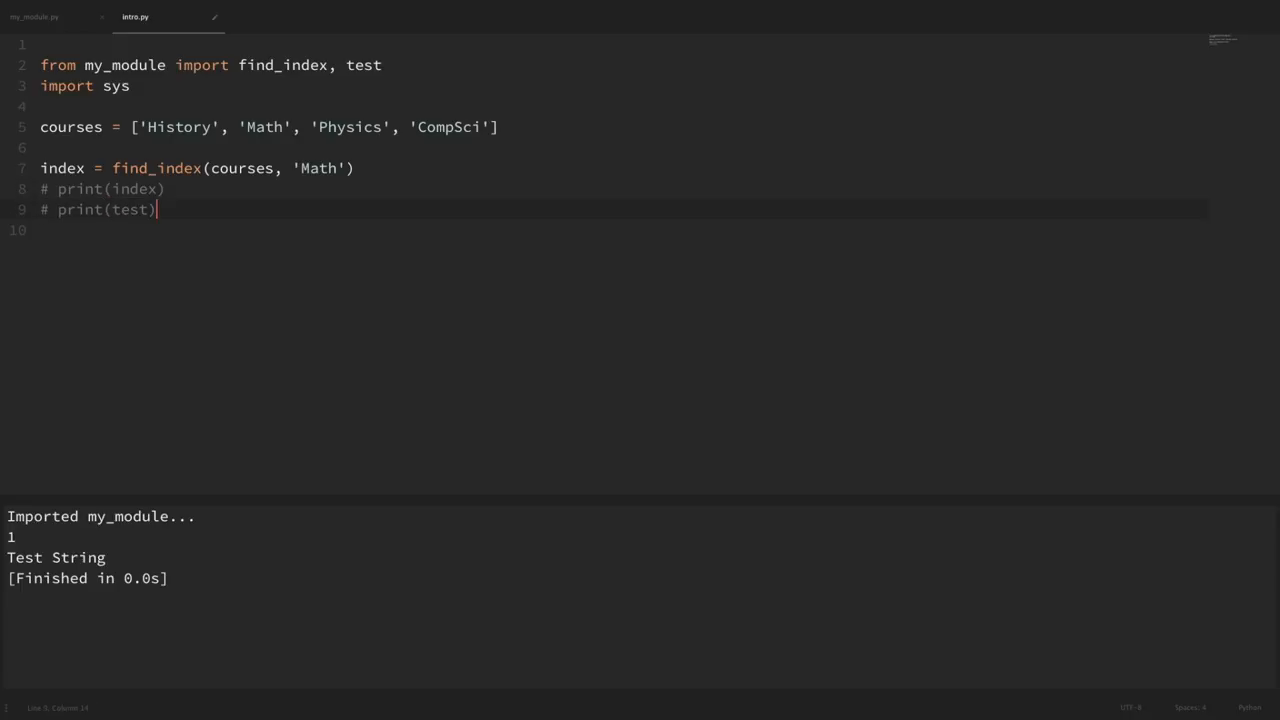 my_module.py × intro.py
1
2 from my_module import find_index, test
3 import sys
4
5 courses = ['History', 'Math', 'Physics', 'CompSci']
6
7 index = find_index(courses, 'Math')
8 # print(index)
9 # print(test)
10
Imported my_module...
1
Test String
[Finished in 0.0s]
Line 9, Column 14 UTF-8 Spaces: 4 Python